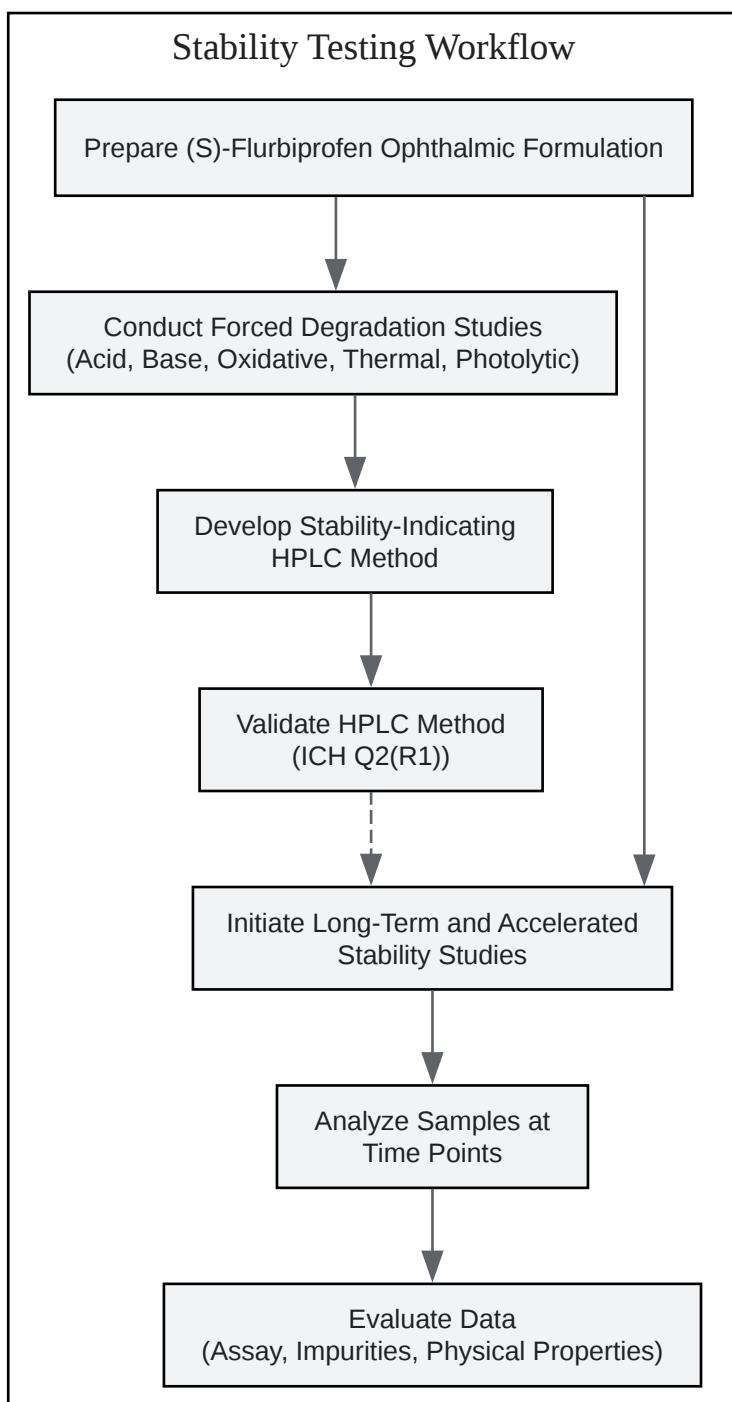 Stability Testing Workflow
Prepare (S)-Flurbiprofen Ophthalmic Formulation
Conduct Forced Degradation Studies
(Acid, Base, Oxidative, Thermal, Photolytic)
Develop Stability-Indicating
HPLC Method
Validate HPLC Method
(ICH Q2(R1))
Initiate Long-Term and Accelerated
Stability Studies
Analyze Samples at
Time Points
Evaluate Data
(Assay, Impurities, Physical Properties)